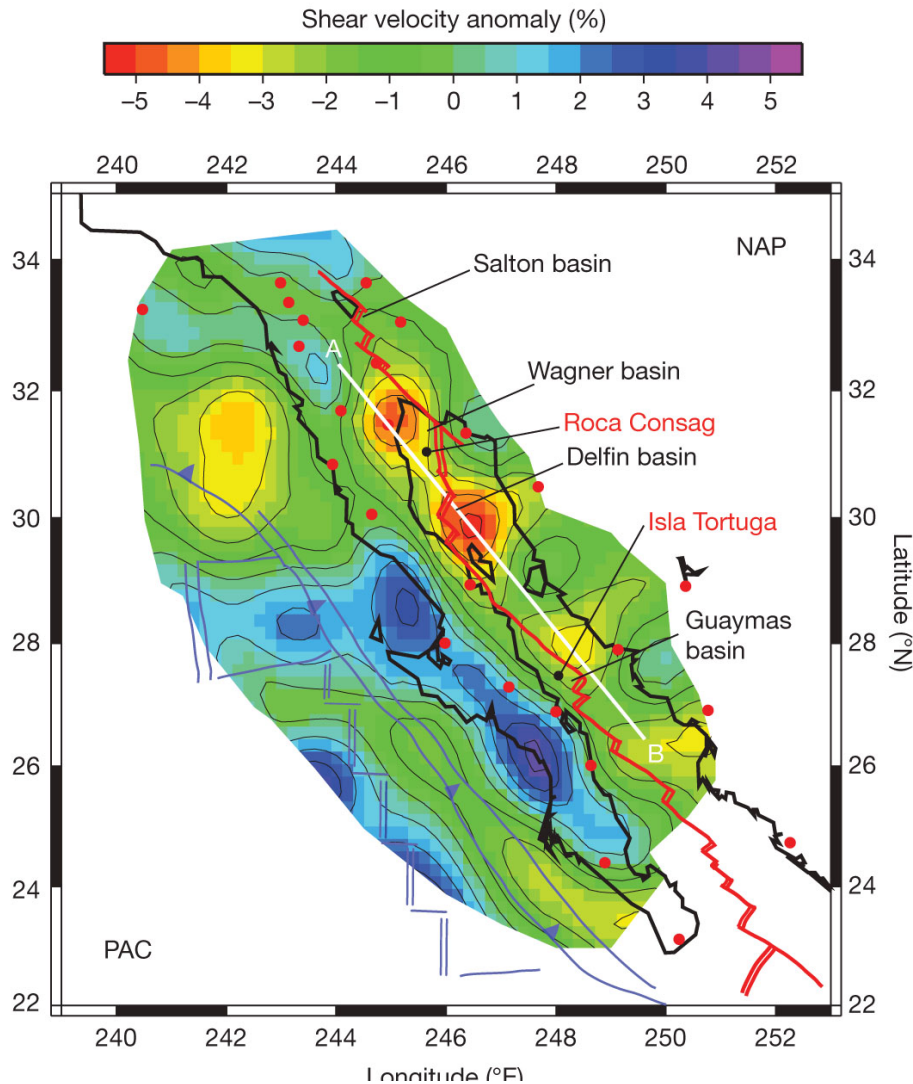 Shear velocity anomaly (%)
–5 –4 –3 –2 –1 0 1 2 3 4 5
240 242 244 246 248 250 252
34 NAP 34
Salton basin
A
32 32
Wagner basin
Roca Consag
Delfin basin
30 30
Isla Tortuga
Latitude (°N)
Guaymas
basin
28 28
B
26 26
24 24
PAC
22 22
240 242 244 246 248 250 252
Longitude (°E)